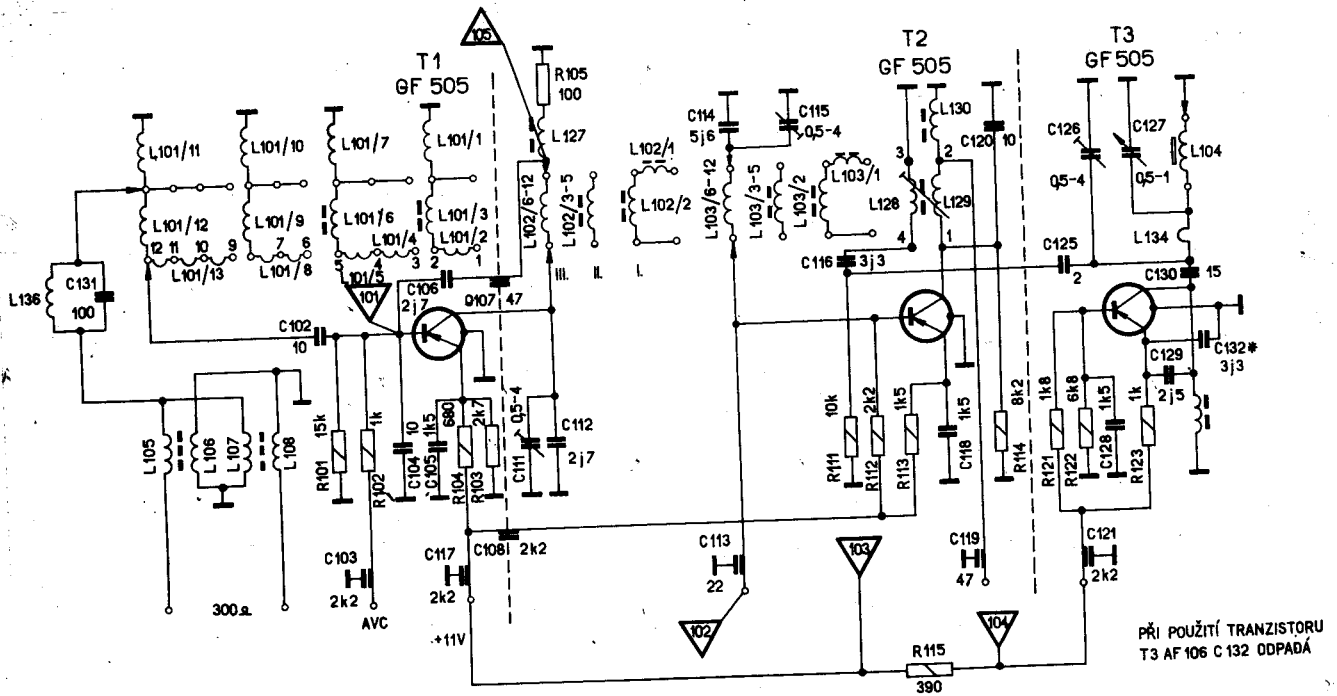 105
T1
GF 505
R105
100
L127
T2
GF 505
T3
GF 505
C114
5j6
C115
0,5-4
L130
C120
10
C126
0,5-4
C127
0,5-1
L104
L101/11
L101/10
L101/7
L101/1
L102/1
L103/1
L101/12
L101/9
L101/6
L101/3
L102/6-12
L102/3-5
L102/2
L103/6-12
L103/3-5
L103/2
3
2
L128
L129
4
1
12
11
10
9
L101/13
7
6
L101/8
5
4
3
L101/4
L101/5
2
1
L101/2
III.
II.
I.
L134
L136
C131
100
101
C106
2j7
C107
47
C116
3j3
C125
2
C130
15
C102
10
C132*
3j3
C129
2j5
L105
L106
L107
L108
15k
R101
1k
R102
10
C104
1k5
C105
680
R104
2k7
R103
0,5-4
C111
C112
2j7
10k
R111
2k2
R112
1k5
R113
1k5
C118
8k2
R114
1k8
R121
6k8
R122
1k5
C128
1k
R123
300Ω
C103
2k2
AVC
C117
2k2
+11V
C108
2k2
C113
22
102
103
C119
47
104
C121
2k2
R115
390
PŘI POUŽITÍ TRANZISTORU
T3 AF 106 C 132 ODPADÁ